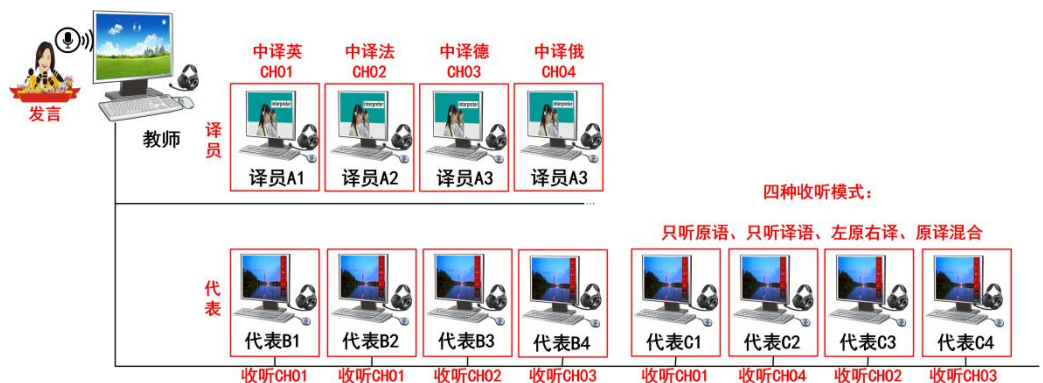 中译英 中译法 中译德 中译俄
CH01 CH02 CH03 CH04
发言
教师
译员
interpreter interpreter interpreter interpreter
译员A1 译员A2 译员A3 译员A3
...
四种收听模式：
只听原语、只听译语、左原右译、原译混合
代表
代表B1 代表B2 代表B3 代表B4 代表C1 代表C2 代表C3 代表C4
收听CH01 收听CH01 收听CH02 收听CH03 收听CH01 收听CH04 收听CH02 收听CH03